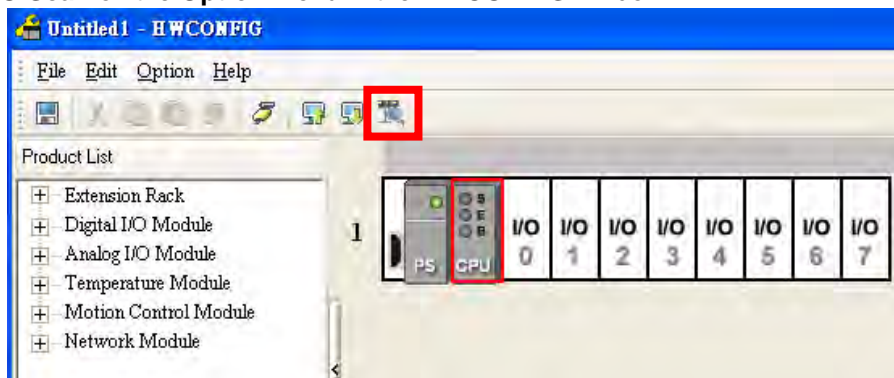 Untitled1 - HWCONFIG
File Edit Option Help
Product List
Extension Rack
Digital I/O Module
Analog I/O Module
Temperature Module
Motion Control Module
Network Module
1
PS
S
E
B
CPU
I/O I/O I/O I/O I/O I/O I/O I/O
0 1 2 3 4 5 6 7